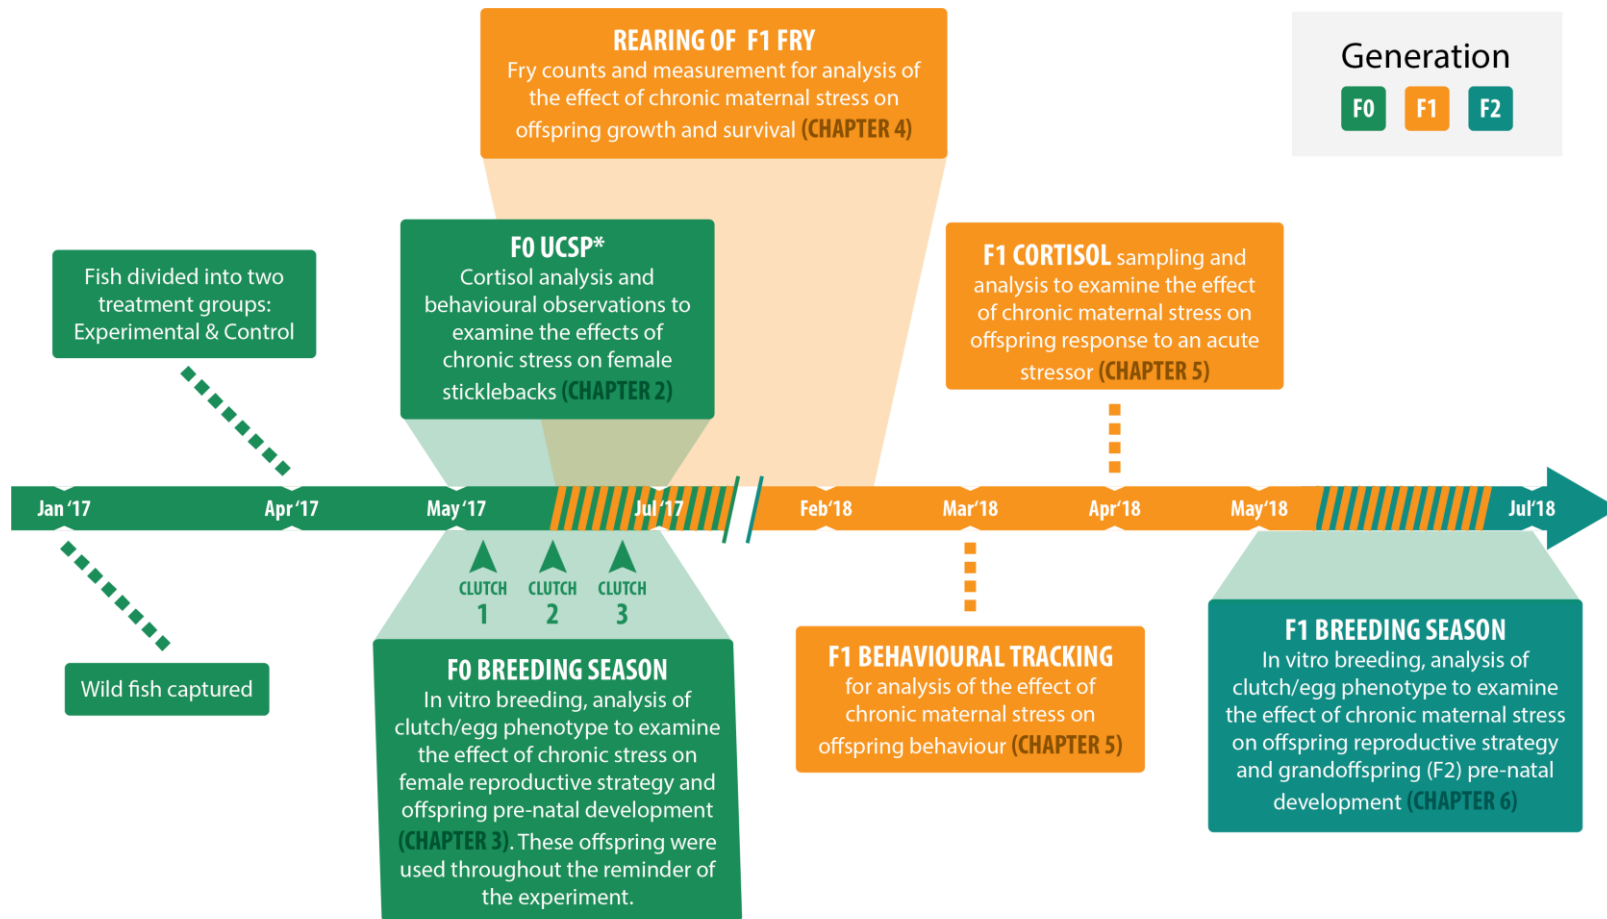 REARING OF F1 FRY
Fry counts and measurement for analysis of
the effect of chronic maternal stress on
offspring growth and survival (CHAPTER 4)
Generation
F0 F1 F2
Fish divided into two
treatment groups:
Experimental & Control
F0 UCSP*
Cortisol analysis and
behavioural observations to
examine the effects of
chronic stress on female
sticklebacks (CHAPTER 2)
F1 CORTISOL sampling and
analysis to examine the effect
of chronic maternal stress on
offspring response to an acute
stressor (CHAPTER 5)
Jan‘17 Apr‘17 May‘17 Jul‘17 Feb‘18 Mar‘18 Apr‘18 May‘18 Jul‘18
CLUTCH
1
CLUTCH
2
CLUTCH
3
Wild fish captured
F0 BREEDING SEASON
In vitro breeding, analysis of
clutch/egg phenotype to examine
the effect of chronic stress on
female reproductive strategy and
offspring pre-natal development
(CHAPTER 3). These offspring were
used throughout the reminder of
the experiment.
F1 BEHAVIOURAL TRACKING
for analysis of the effect of
chronic maternal stress on
offspring behaviour (CHAPTER 5)
F1 BREEDING SEASON
In vitro breeding, analysis of
clutch/egg phenotype to examine
the effect of chronic maternal stress
on offspring reproductive strategy
and grandoffspring (F2) pre-natal
development (CHAPTER 6)